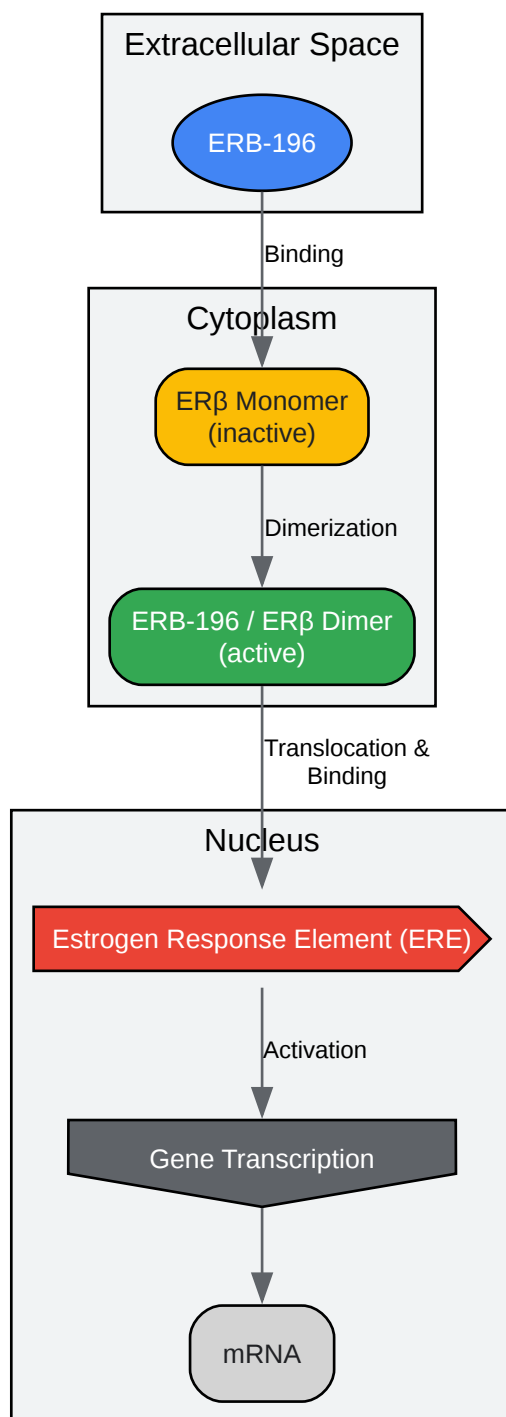 Extracellular Space
ERB-196
Binding
Cytoplasm
ERβ Monomer
(inactive)
Dimerization
ERB-196 / ERβ Dimer
(active)
Translocation &
Binding
Nucleus
Estrogen Response Element (ERE)
Activation
Gene Transcription
mRNA